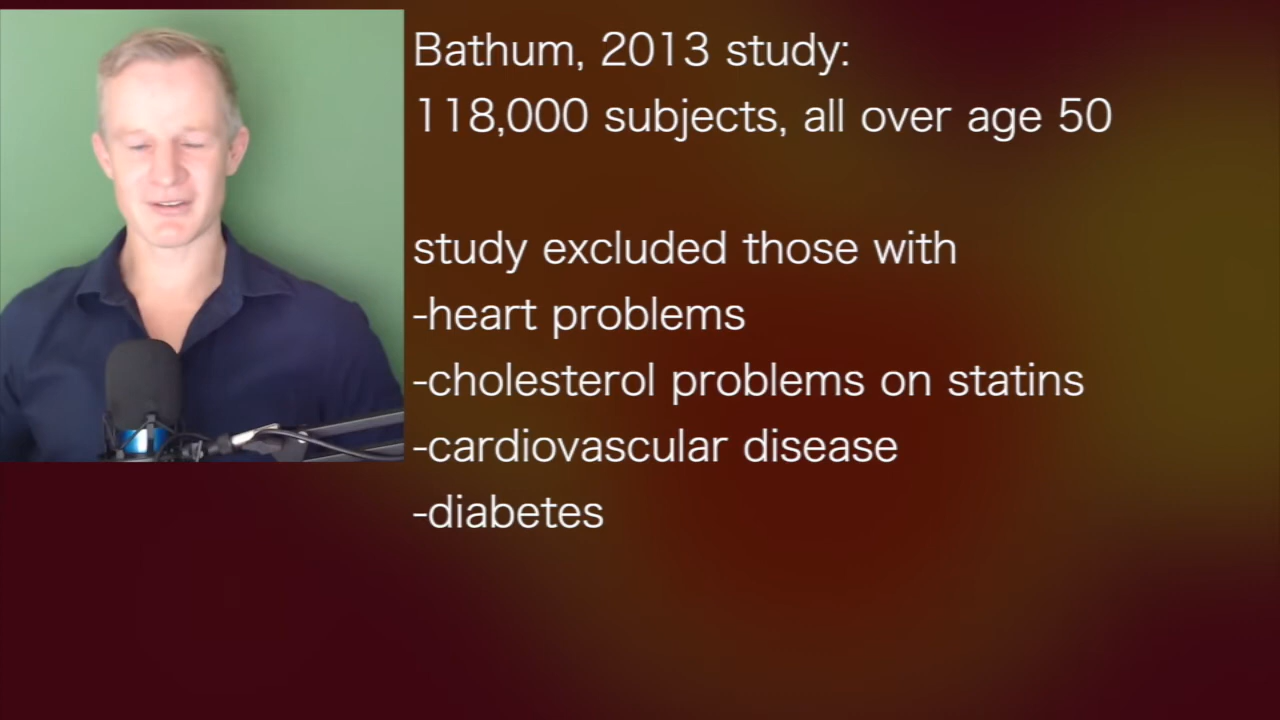 Bathum, 2013 study:
118,000 subjects, all over age 50
study excluded those with
-heart problems
-cholesterol problems on statins
-cardiovascular disease
-diabetes